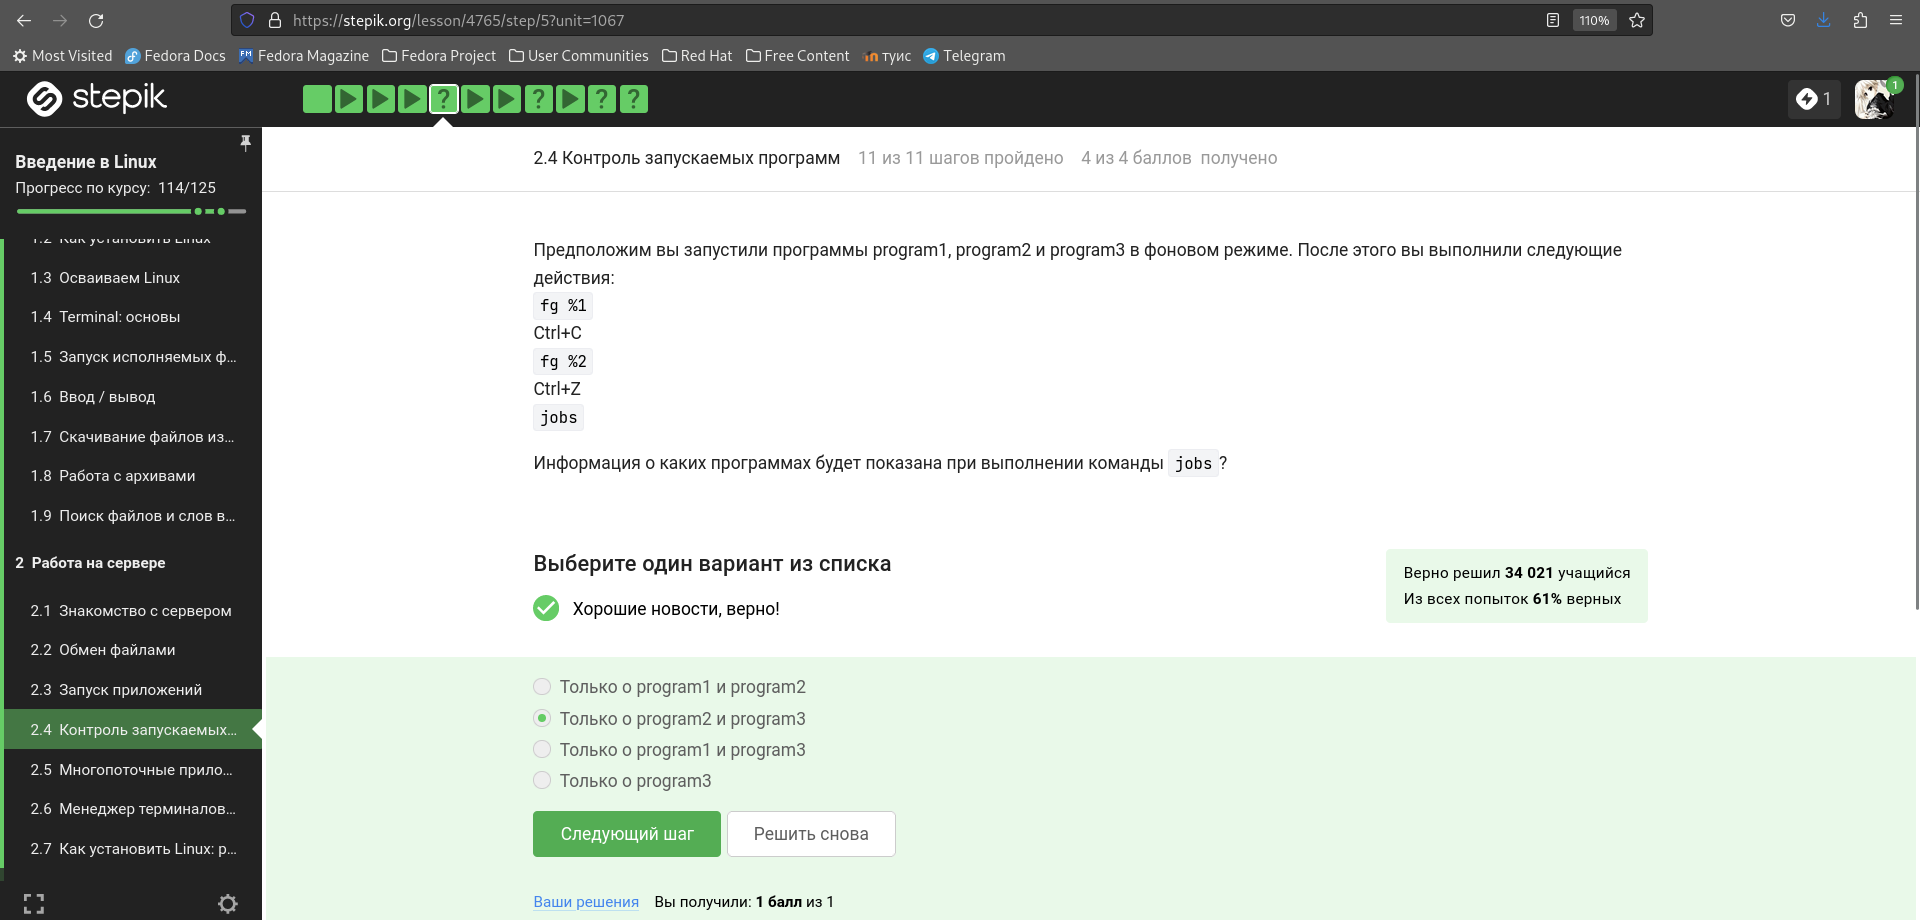 https://stepik.org/lesson/4765/step/5?unit=1067
110%
Most Visited Fedora Docs Fedora Magazine Fedora Project User Communities Red Hat Free Content туис Telegram
stepik
1
1
Введение в Linux
Прогресс по курсу: 114/125
1.2 Как установить Linux
1.3 Осваиваем Linux
1.4 Terminal: основы
1.5 Запуск исполняемых ф...
1.6 Ввод / вывод
1.7 Скачивание файлов из...
1.8 Работа с архивами
1.9 Поиск файлов и слов в...
2 Работа на сервере
2.1 Знакомство с сервером
2.2 Обмен файлами
2.3 Запуск приложений
2.4 Контроль запускаемых...
2.5 Многопоточные прило...
2.6 Менеджер терминалов...
2.7 Как установить Linux: р...
2.4 Контроль запускаемых программ 11 из 11 шагов пройдено 4 из 4 баллов получено
Предположим вы запустили программы program1, program2 и program3 в фоновом режиме. После этого вы выполнили следующие
действия:
fg %1
Ctrl+C
fg %2
Ctrl+Z
jobs
Информация о каких программах будет показана при выполнении команды jobs?
Выберите один вариант из списка
Хорошие новости, верно!
Верно решил 34 021 учащийся
Из всех попыток 61% верных
Только о program1 и program2
Только о program2 и program3
Только о program1 и program3
Только о program3
Следующий шаг Решить снова
Ваши решения Вы получили: 1 балл из 1